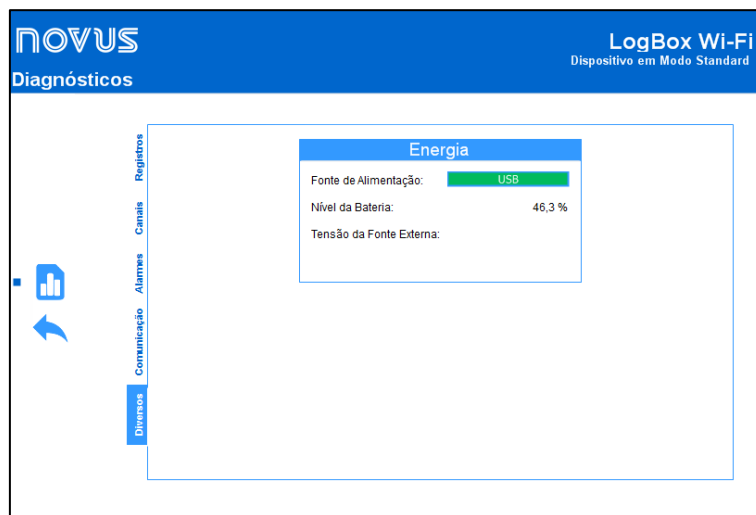 NOVUS
LogBox Wi-Fi
Dispositivo em Modo Standard
Diagnósticos
Registros
Canais
Alarmes
Comunicação
Diversos
Energia
Fonte de Alimentação: USB
Nível da Bateria: 46,3 %
Tensão da Fonte Externa: